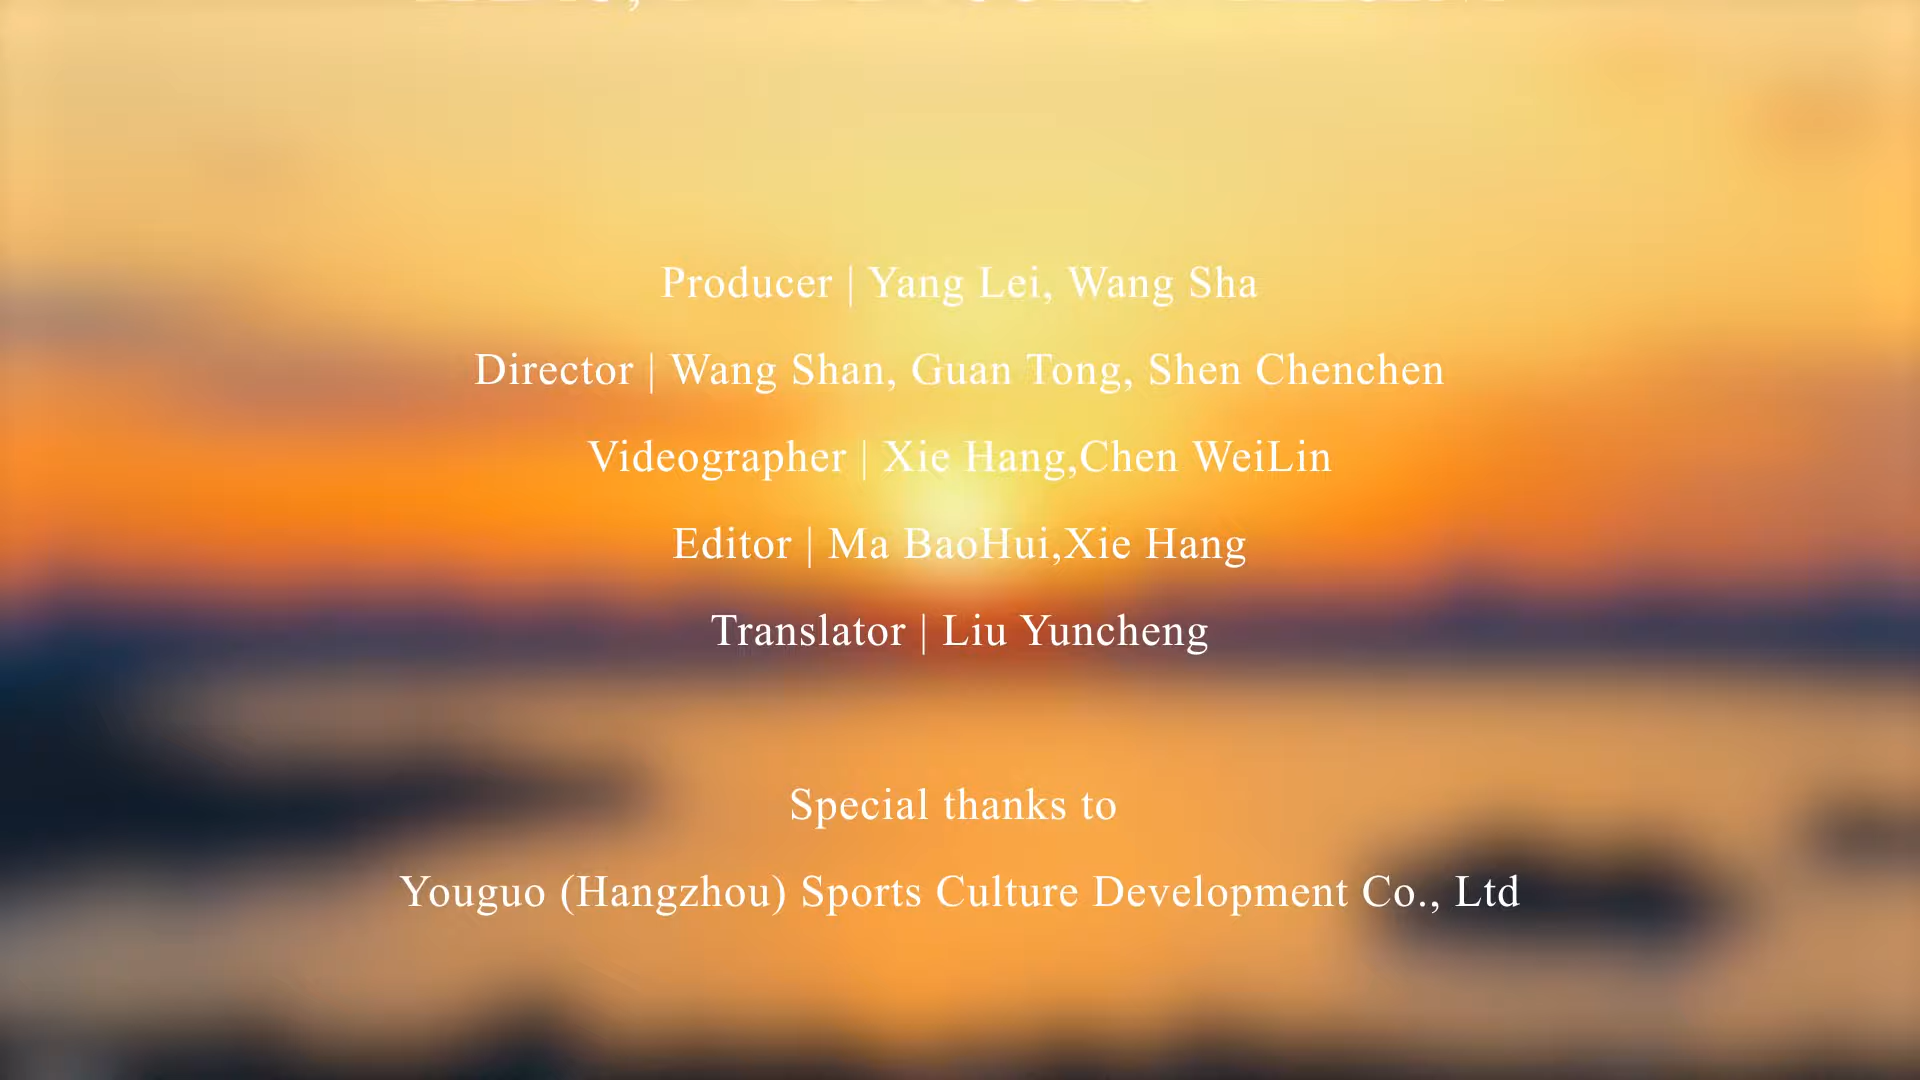 Producer | Yang Lei, Wang Sha
Director | Wang Shan, Guan Tong, Shen Chenchen
Videographer | Xie Hang,Chen WeiLin
Editor | Ma BaoHui,Xie Hang
Translator | Liu Yuncheng
Special thanks to
Youguo (Hangzhou) Sports Culture Development Co., Ltd